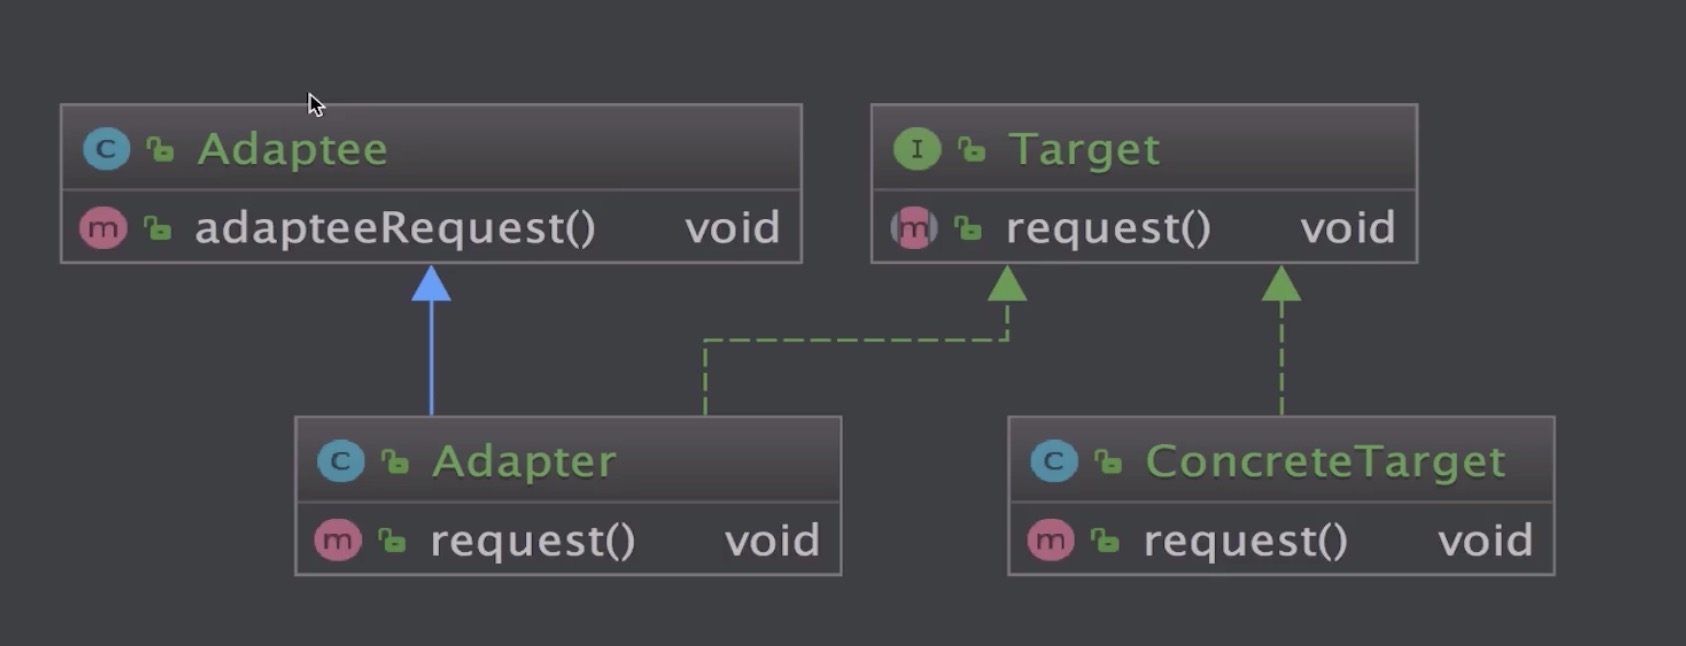 C Adaptee
m adapteeRequest() void
I Target
m request() void
C Adapter
m request() void
C ConcreteTarget
m request() void